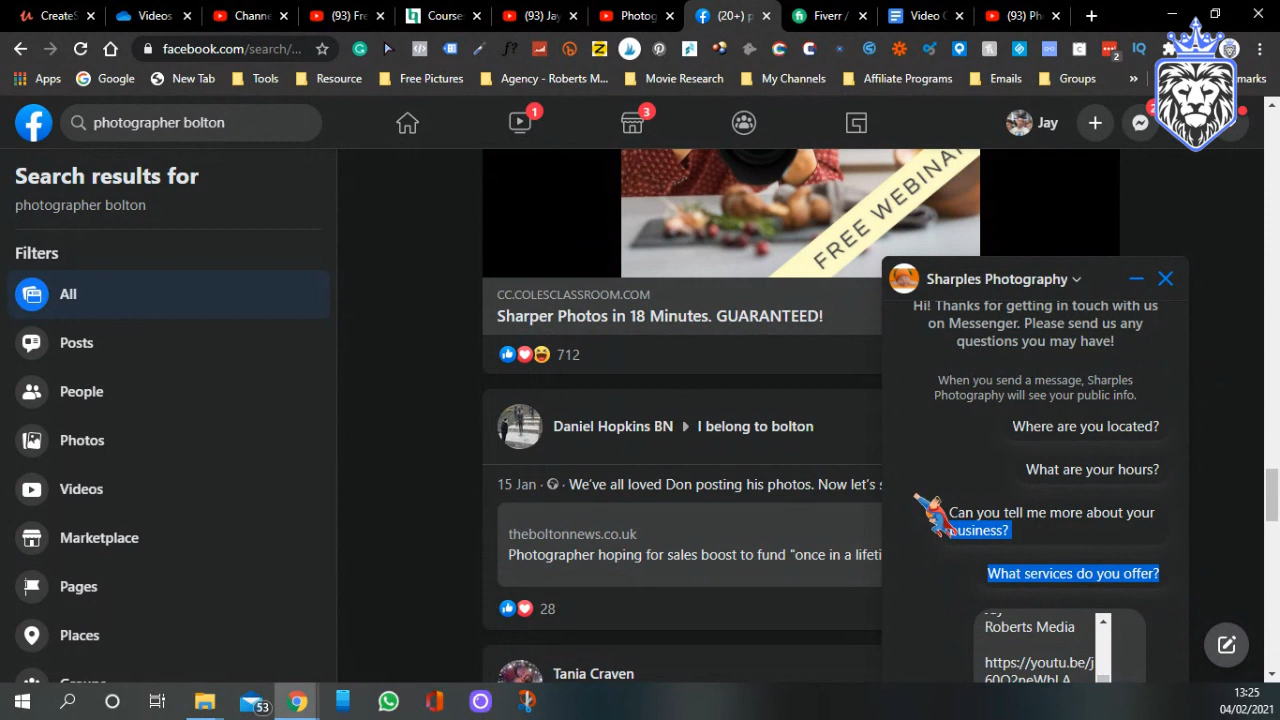 CreateS
Videos
(93) Fre
Course
(93) Jay
Photog
(20+) p
Fiverr /
Video C
(93) Ph
facebook.com/search/...
Apps
Google
New Tab
Tools
Resource
Free Pictures
Agency - Roberts M...
Movie Research
My Channels
Affiliate Programs
Emails
Groups
photographer bolton
1
3
Jay
Search results for
photographer bolton
Filters
All
Posts
People
Photos
Videos
Marketplace
Pages
Places
FREE WEBINAR
CC.COLESCLASSROOM.COM
Sharper Photos in 18 Minutes. GUARANTEED!
712
Daniel Hopkins BN
I belong to bolton
15 Jan · We've all loved Don posting his photos. Now let's s
theboltonnews.co.uk
Photographer hoping for sales boost to fund "once in a lifeti
28
Tania Craven
Sharples Photography
Hi! Thanks for getting in touch with us
on Messenger. Please send us any
questions you may have!
When you send a message, Sharples
Photography will see your public info.
Where are you located?
What are your hours?
Can you tell me more about your
business?
What services do you offer?
Roberts Media
https://youtu.be/j
53
13:25
04/02/2021